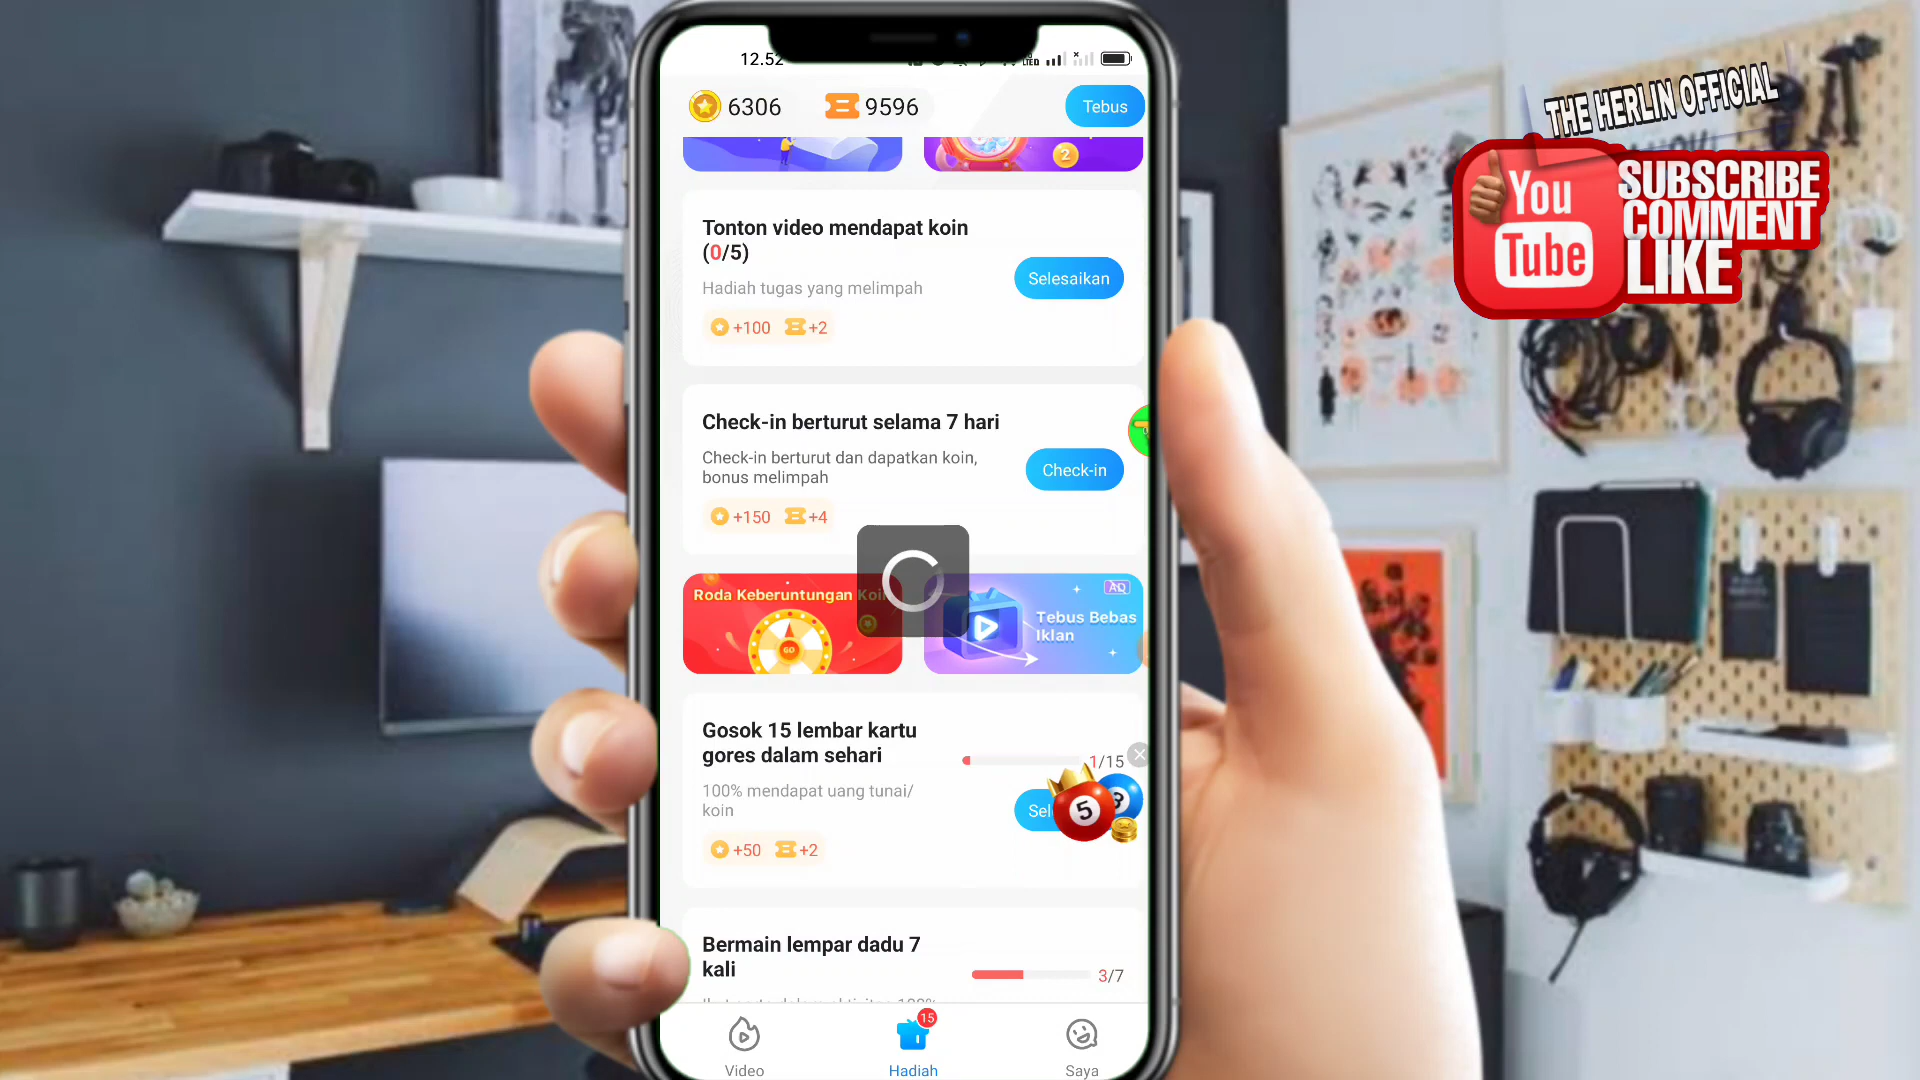 12.52
6306
9596
Tebus
2
Tonton video mendapat koin
(0/5)
Hadiah tugas yang melimpah
+100
+2
Selesaikan
Check-in berturut selama 7 hari
Check-in berturut dan dapatkan koin,
bonus melimpah
+150
+4
Check-in
Roda Keberuntungan Koin
GO
AD
Tebus Bebas
Iklan
Gosok 15 lembar kartu
gores dalam sehari
1/15
100% mendapat uang tunai/
koin
Sel
5
+50
+2
Bermain lempar dadu 7
kali
3/7
15
Video
Hadiah
Saya
THE HERLIN OFFICIAL
You
Tube
SUBSCRIBE
COMMENT
LIKE